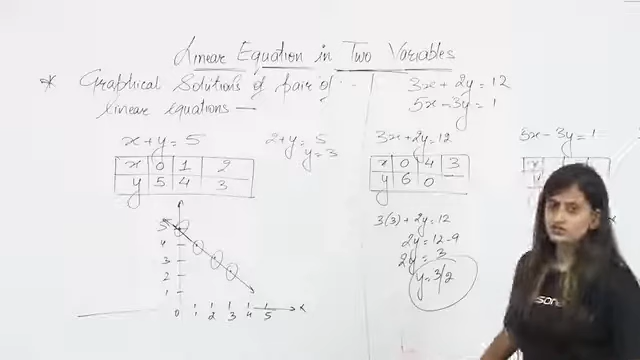 Linear Equation in Two Variables
* Graphical Solutions of pair of
linear equations —
3x + 2y = 12
5x - 3y = 1
x + y = 5
x 0 1 2
y 5 4 3
2 + y = 5
y = 3
3x + 2y = 12
x 0 4 3
y 6 0
3(3) + 2y = 12
2y = 12 - 9
2y = 3
y = 3/2
5x - 3y = 1
x
5
4
3
2
1
0 1 2 3 4 5 x